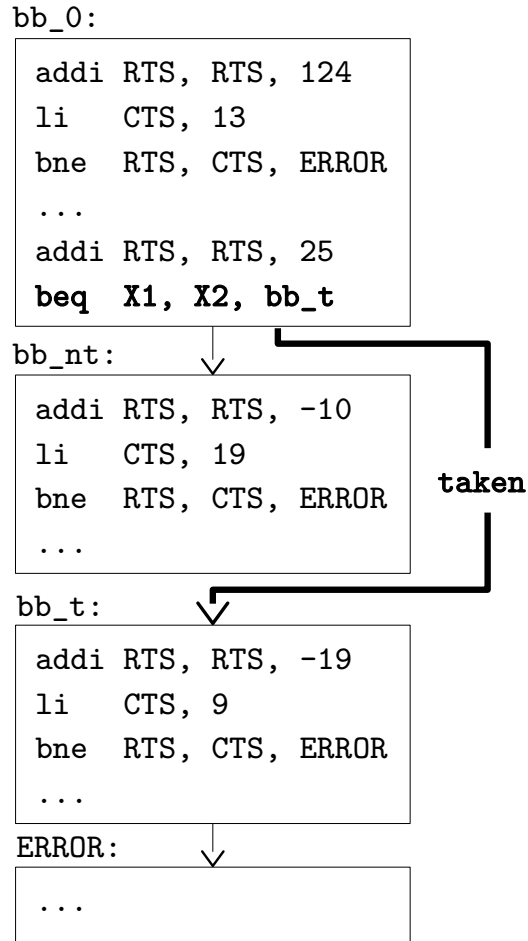 bb_0:
addi RTS, RTS, 124
li CTS, 13
bne RTS, CTS, ERROR
...
addi RTS, RTS, 25
beq X1, X2, bb_t
bb_nt:
addi RTS, RTS, -10
li CTS, 19
bne RTS, CTS, ERROR
...
taken
bb_t:
addi RTS, RTS, -19
li CTS, 9
bne RTS, CTS, ERROR
...
ERROR:
...